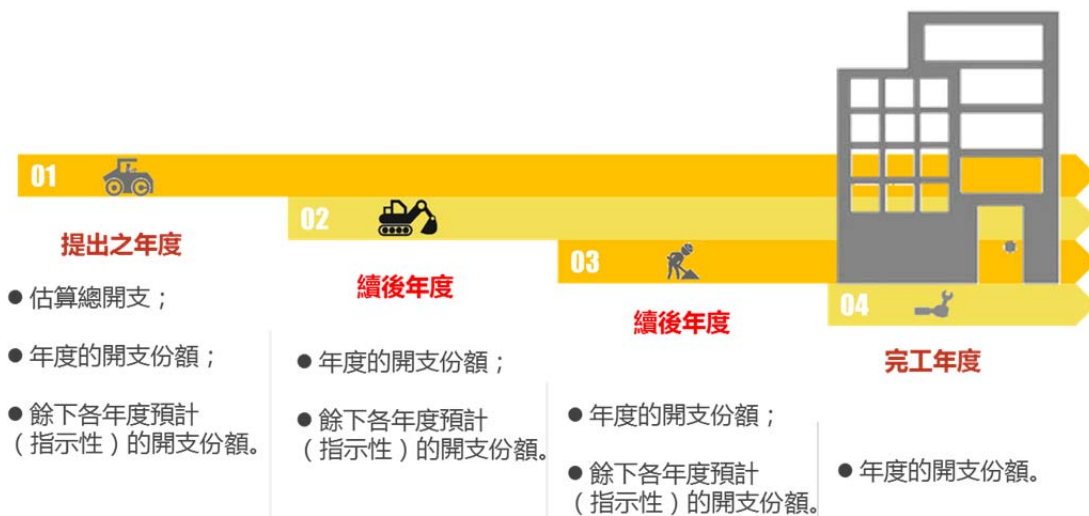 01
提出之年度
● 估算總開支；
● 年度的開支份額；
● 餘下各年度預計
（指示性）的開支份額。
02
續後年度
● 年度的開支份額；
● 餘下各年度預計
（指示性）的開支份額。
03
續後年度
● 年度的開支份額；
● 餘下各年度預計
（指示性）的開支份額。
04
完工年度
● 年度的開支份額。